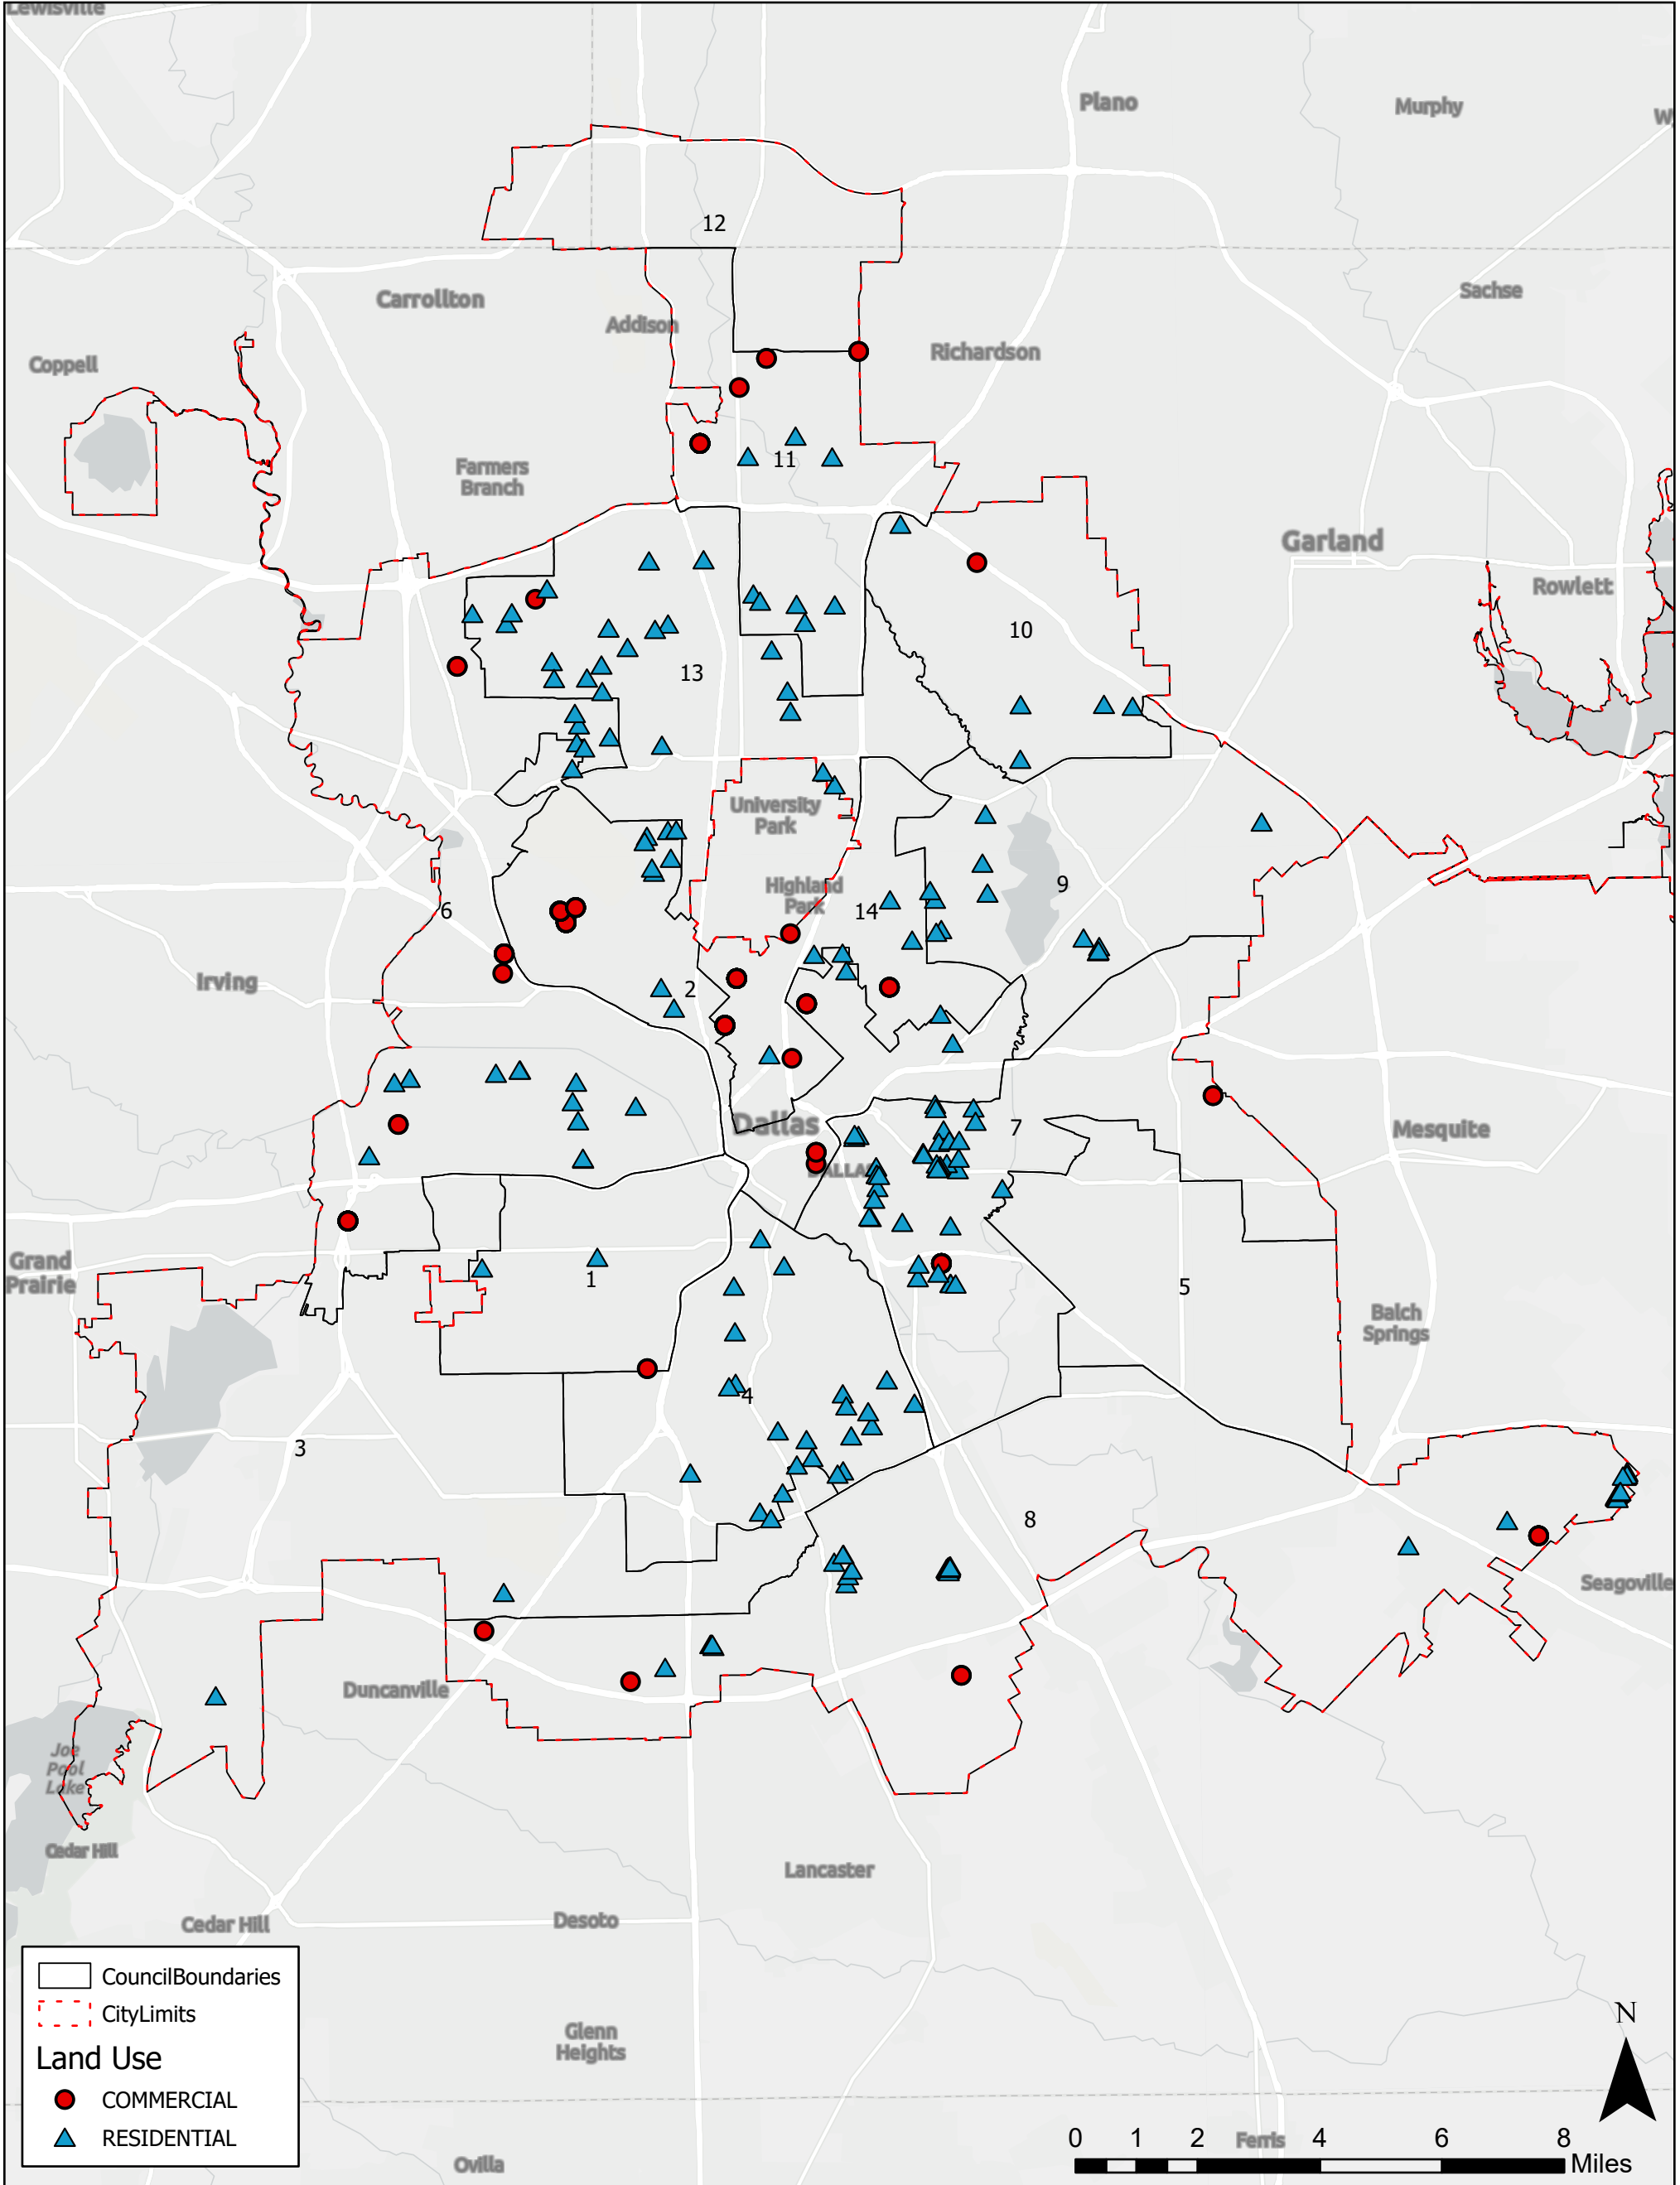 Lewisville
Plano
Murphy
W
12
Carrollton
Sachse
Addison
Richardson
Coppell
Farmers
Branch
11
Garland
Rowlett
10
13
University
Park
Highland
Park
14
9
6
Irving
2
Dallas
7
Mesquite
DALLAS
Grand
Prairie
1
5
Balch
Springs
4
3
8
Seagoville
Duncanville
Joe
Pool
Lake
Cedar Hill
Lancaster
Cedar Hill
Desoto
Glenn
Heights
Ovilla
Ferris
CouncilBoundaries
CityLimits
Land Use
COMMERCIAL
RESIDENTIAL
N
0 1 2 4 6 8
Miles